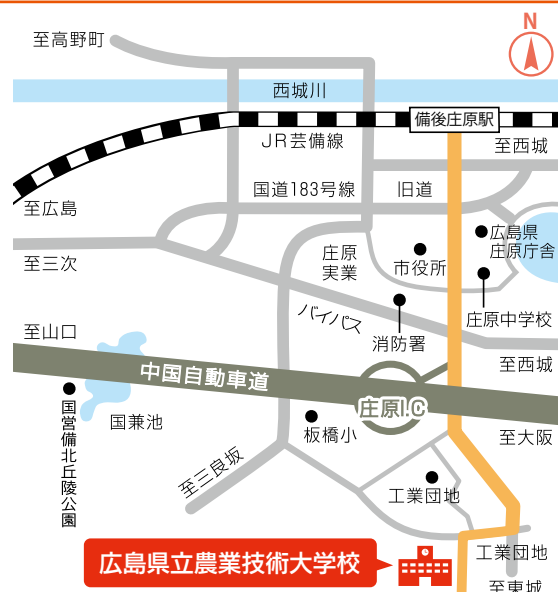 至高野町
N
西城川
備後庄原駅
JR芸備線
至西城
国道183号線
旧道
至広島
広島県
庄原庁舎
庄原
実業
市役所
至三次
バイパス
庄原中学校
消防署
至山口
至西城
中国自動車道
庄原I.C
国営備北丘陵公園
国兼池
板橋小
至大阪
至三良坂
工業団地
広島県立農業技術大学校
工業団地
至東城